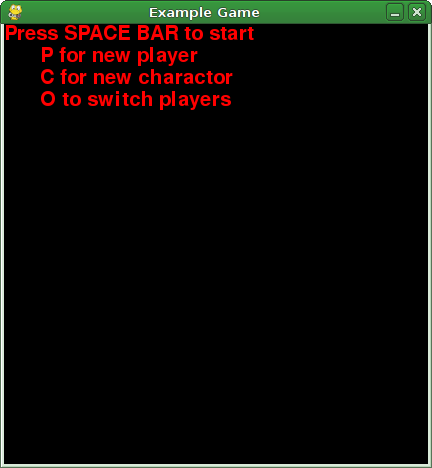 Example Game
Press SPACE BAR to start
P for new player
C for new charactor
O to switch players